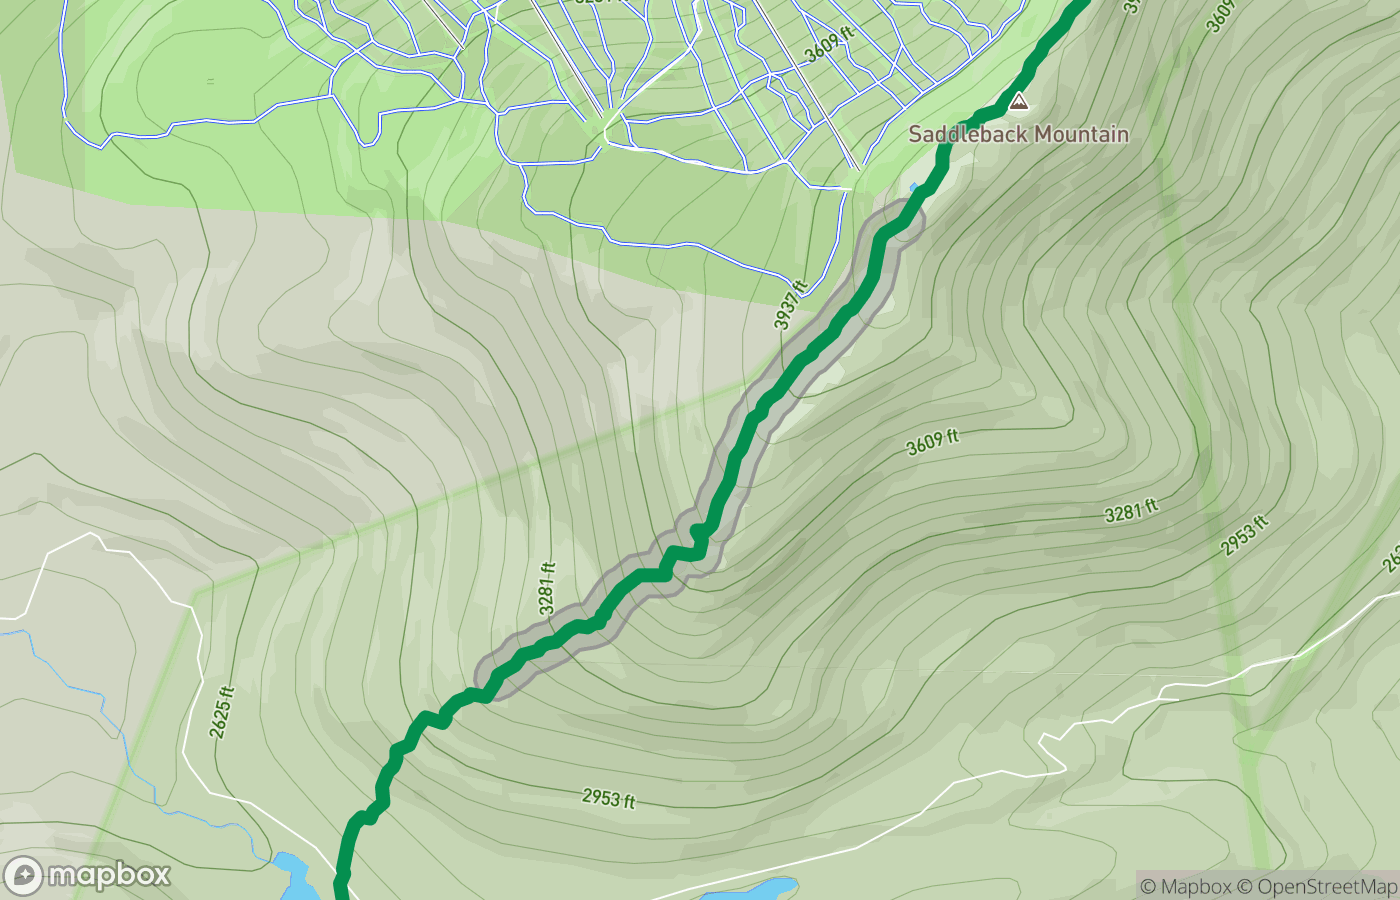 3609 ft
3609
Saddleback Mountain
3937 ft
3609 ft
3281 ft
2953 ft
3281 ft
2625 ft
2953 ft
mapbox
© Mapbox © OpenStreetMap